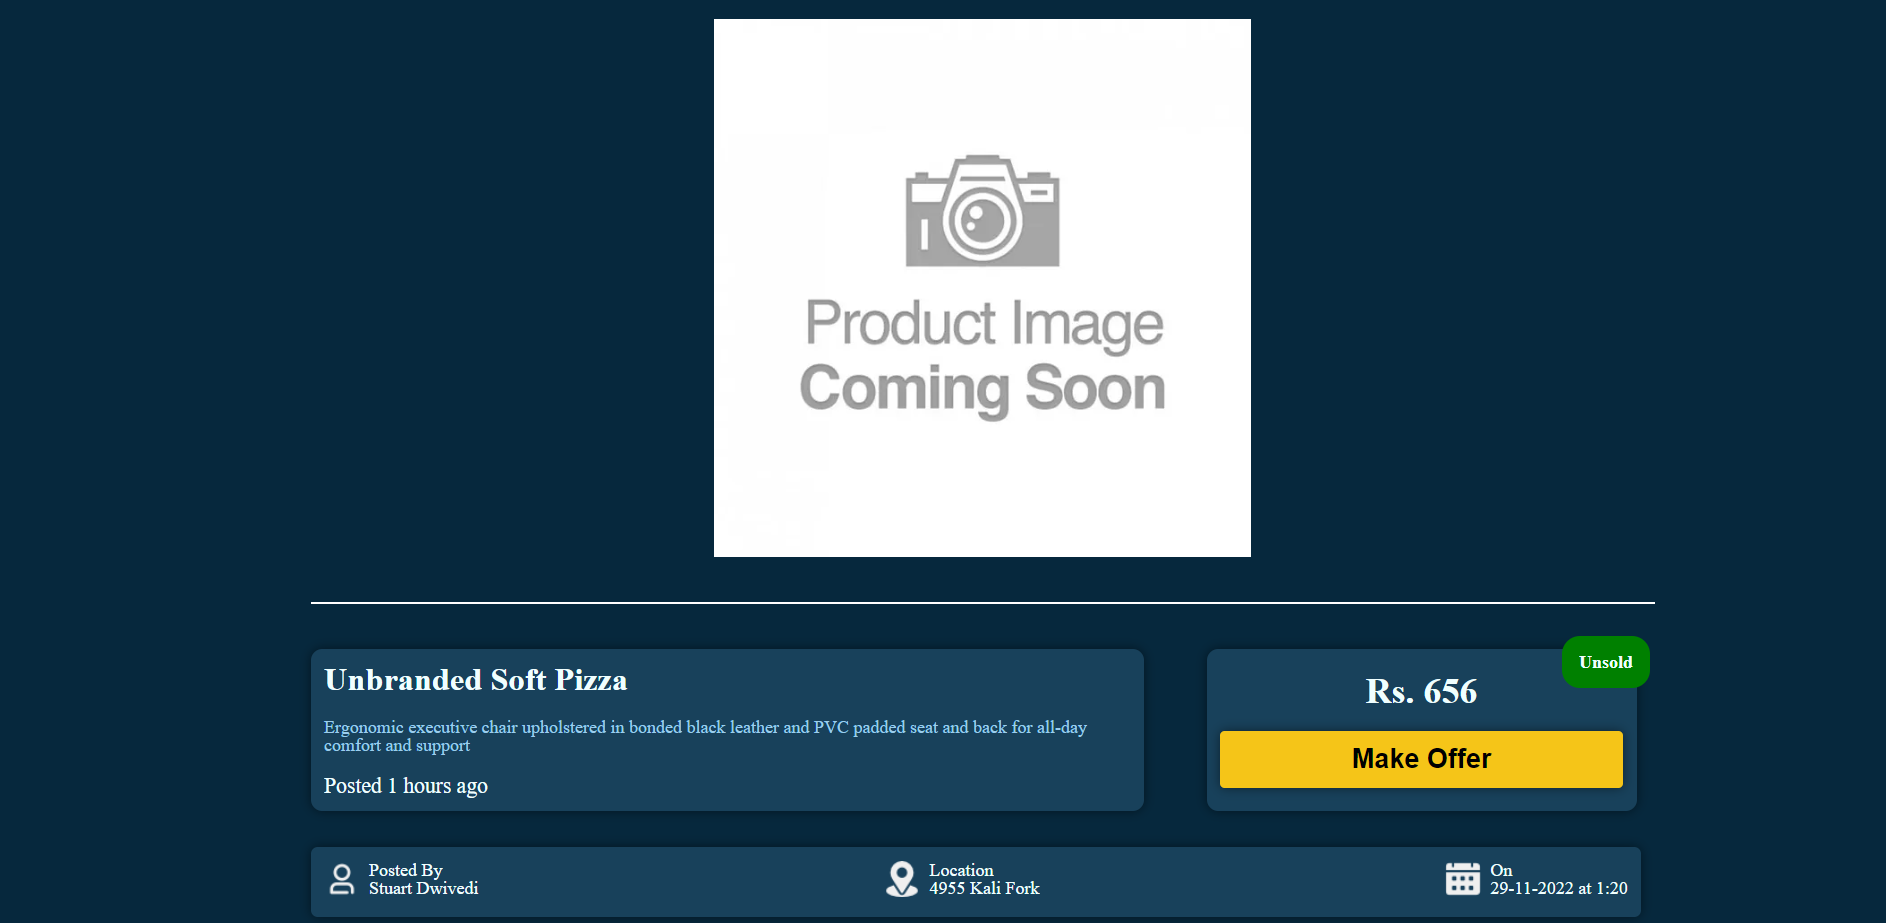 Product Image
Coming Soon
Unbranded Soft Pizza
Ergonomic executive chair upholstered in bonded black leather and PVC padded seat and back for all-day
comfort and support
Posted 1 hours ago
Unsold
Rs. 656
Make Offer
Posted By
Stuart Dwivedi
Location
4955 Kali Fork
On
29-11-2022 at 1:20